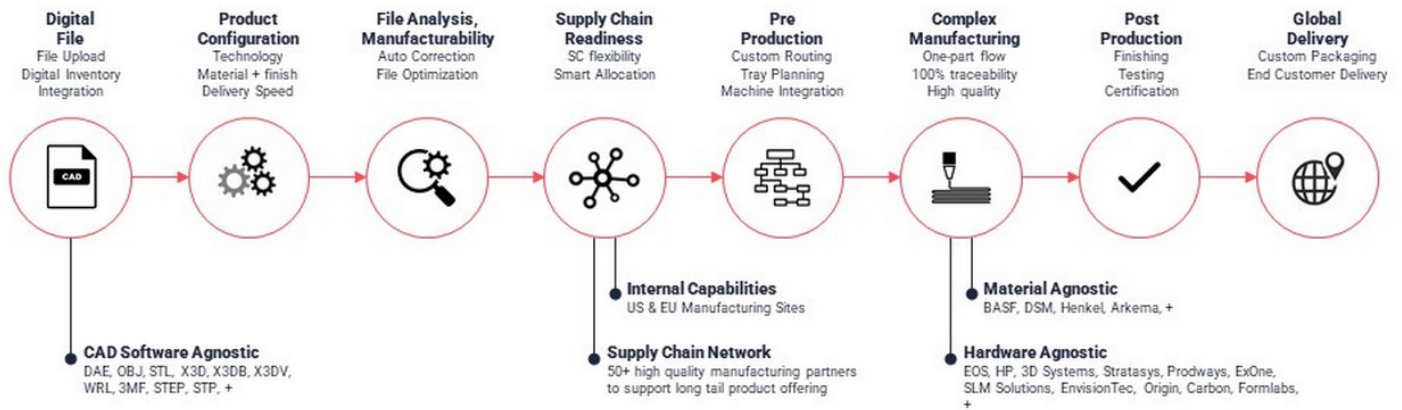 Digital
File
File Upload
Digital Inventory
Integration
Product
Configuration
Technology
Material + finish
Delivery Speed
File Analysis,
Manufacturability
Auto Correction
File Optimization
Supply Chain
Readiness
SC flexibility
Smart Allocation
Pre
Production
Custom Routing
Tray Planning
Machine Integration
Complex
Manufacturing
One-part flow
100% traceability
High quality
Post
Production
Finishing
Testing
Certification
Global
Delivery
Custom Packaging
End Customer Delivery
CAD
Internal Capabilities
US & EU Manufacturing Sites
Material Agnostic
BASF, DSM, Henkel, Arkema, +
CAD Software Agnostic
DAE, OBJ, STL, X3D, X3DB, X3DV,
WRL, 3MF, STEP, STP, +
Supply Chain Network
50+ high quality manufacturing partners
to support long tail product offering
Hardware Agnostic
EOS, HP, 3D Systems, Stratasys, Prodways, ExOne,
SLM Solutions, EnvisionTec, Origin, Carbon, Formlabs,
+